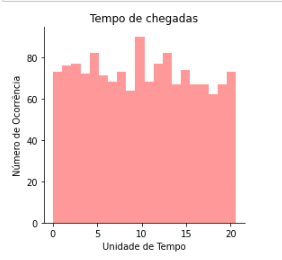 Tempo de chegadas
80
60
40
20
0
Número de Ocorrência
0 5 10 15 20
Unidade de Tempo